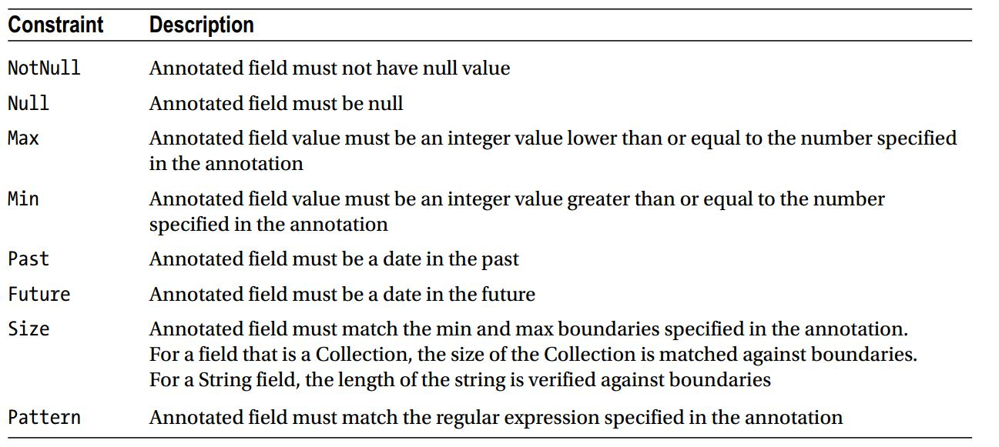 Constraint Description
NotNull Annotated field must not have null value
Null Annotated field must be null
Max Annotated field value must be an integer value lower than or equal to the number specified
in the annotation
Min Annotated field value must be an integer value greater than or equal to the number
specified in the annotation
Past Annotated field must be a date in the past
Future Annotated field must be a date in the future
Size Annotated field must match the min and max boundaries specified in the annotation.
For a field that is a Collection, the size of the Collection is matched against boundaries.
For a String field, the length of the string is verified against boundaries
Pattern Annotated field must match the regular expression specified in the annotation